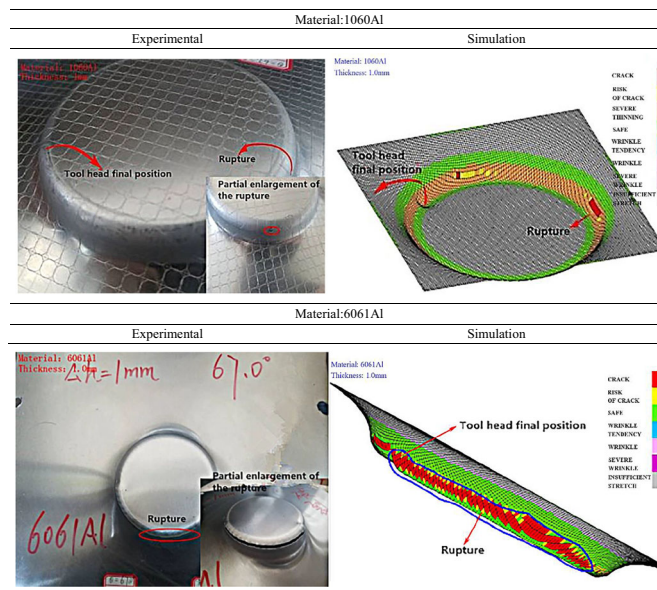 Material:1060Al
Experimental Simulation
Material: 1060Al
Thickness: 1mm
Tool head final position
Rupture
Partial enlargement of
the rupture
Material: 1060Al
Thickness: 1.0mm
CRACK
RISK
OF CRACK
SEVERE
THINNING
SAFE
WRINKLE
TENDENCY
WRINKLE
SEVERE
WRINKLE
INSUFFICIENT
STRETCH
Tool head
final position
Rupture
Material:6061Al
Experimental Simulation
Material: 6061Al
Thickness: 1.0mm
Δh=1mm 67.0°
Partial enlargement of
the rupture
Rupture
6061Al
Material: 6061Al
Thickness: 1.0mm
CRACK
RISK
OF CRACK
SAFE
WRINKLE
TENDENCY
WRINKLE
SEVERE
WRINKLE
INSUFFICIENT
STRETCH
Tool head final position
Rupture